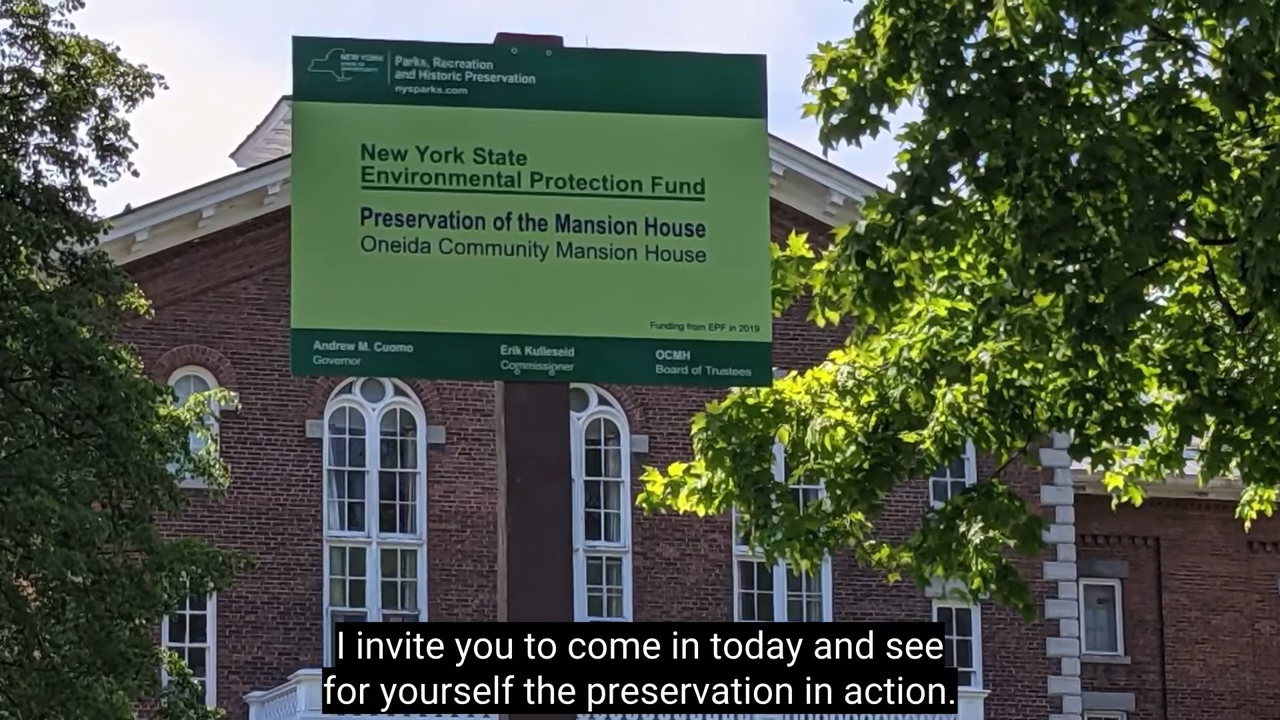 NEW YORK
Parks, Recreation
and Historic Preservation
nysparks.com
New York State
Environmental Protection Fund
Preservation of the Mansion House
Oneida Community Mansion House
Funding from EPF in 2019
Andrew M. Cuomo
Governor
Erik Kulleseid
Commissioner
OCMH
Board of Trustees
I invite you to come in today and see
for yourself the preservation in action.